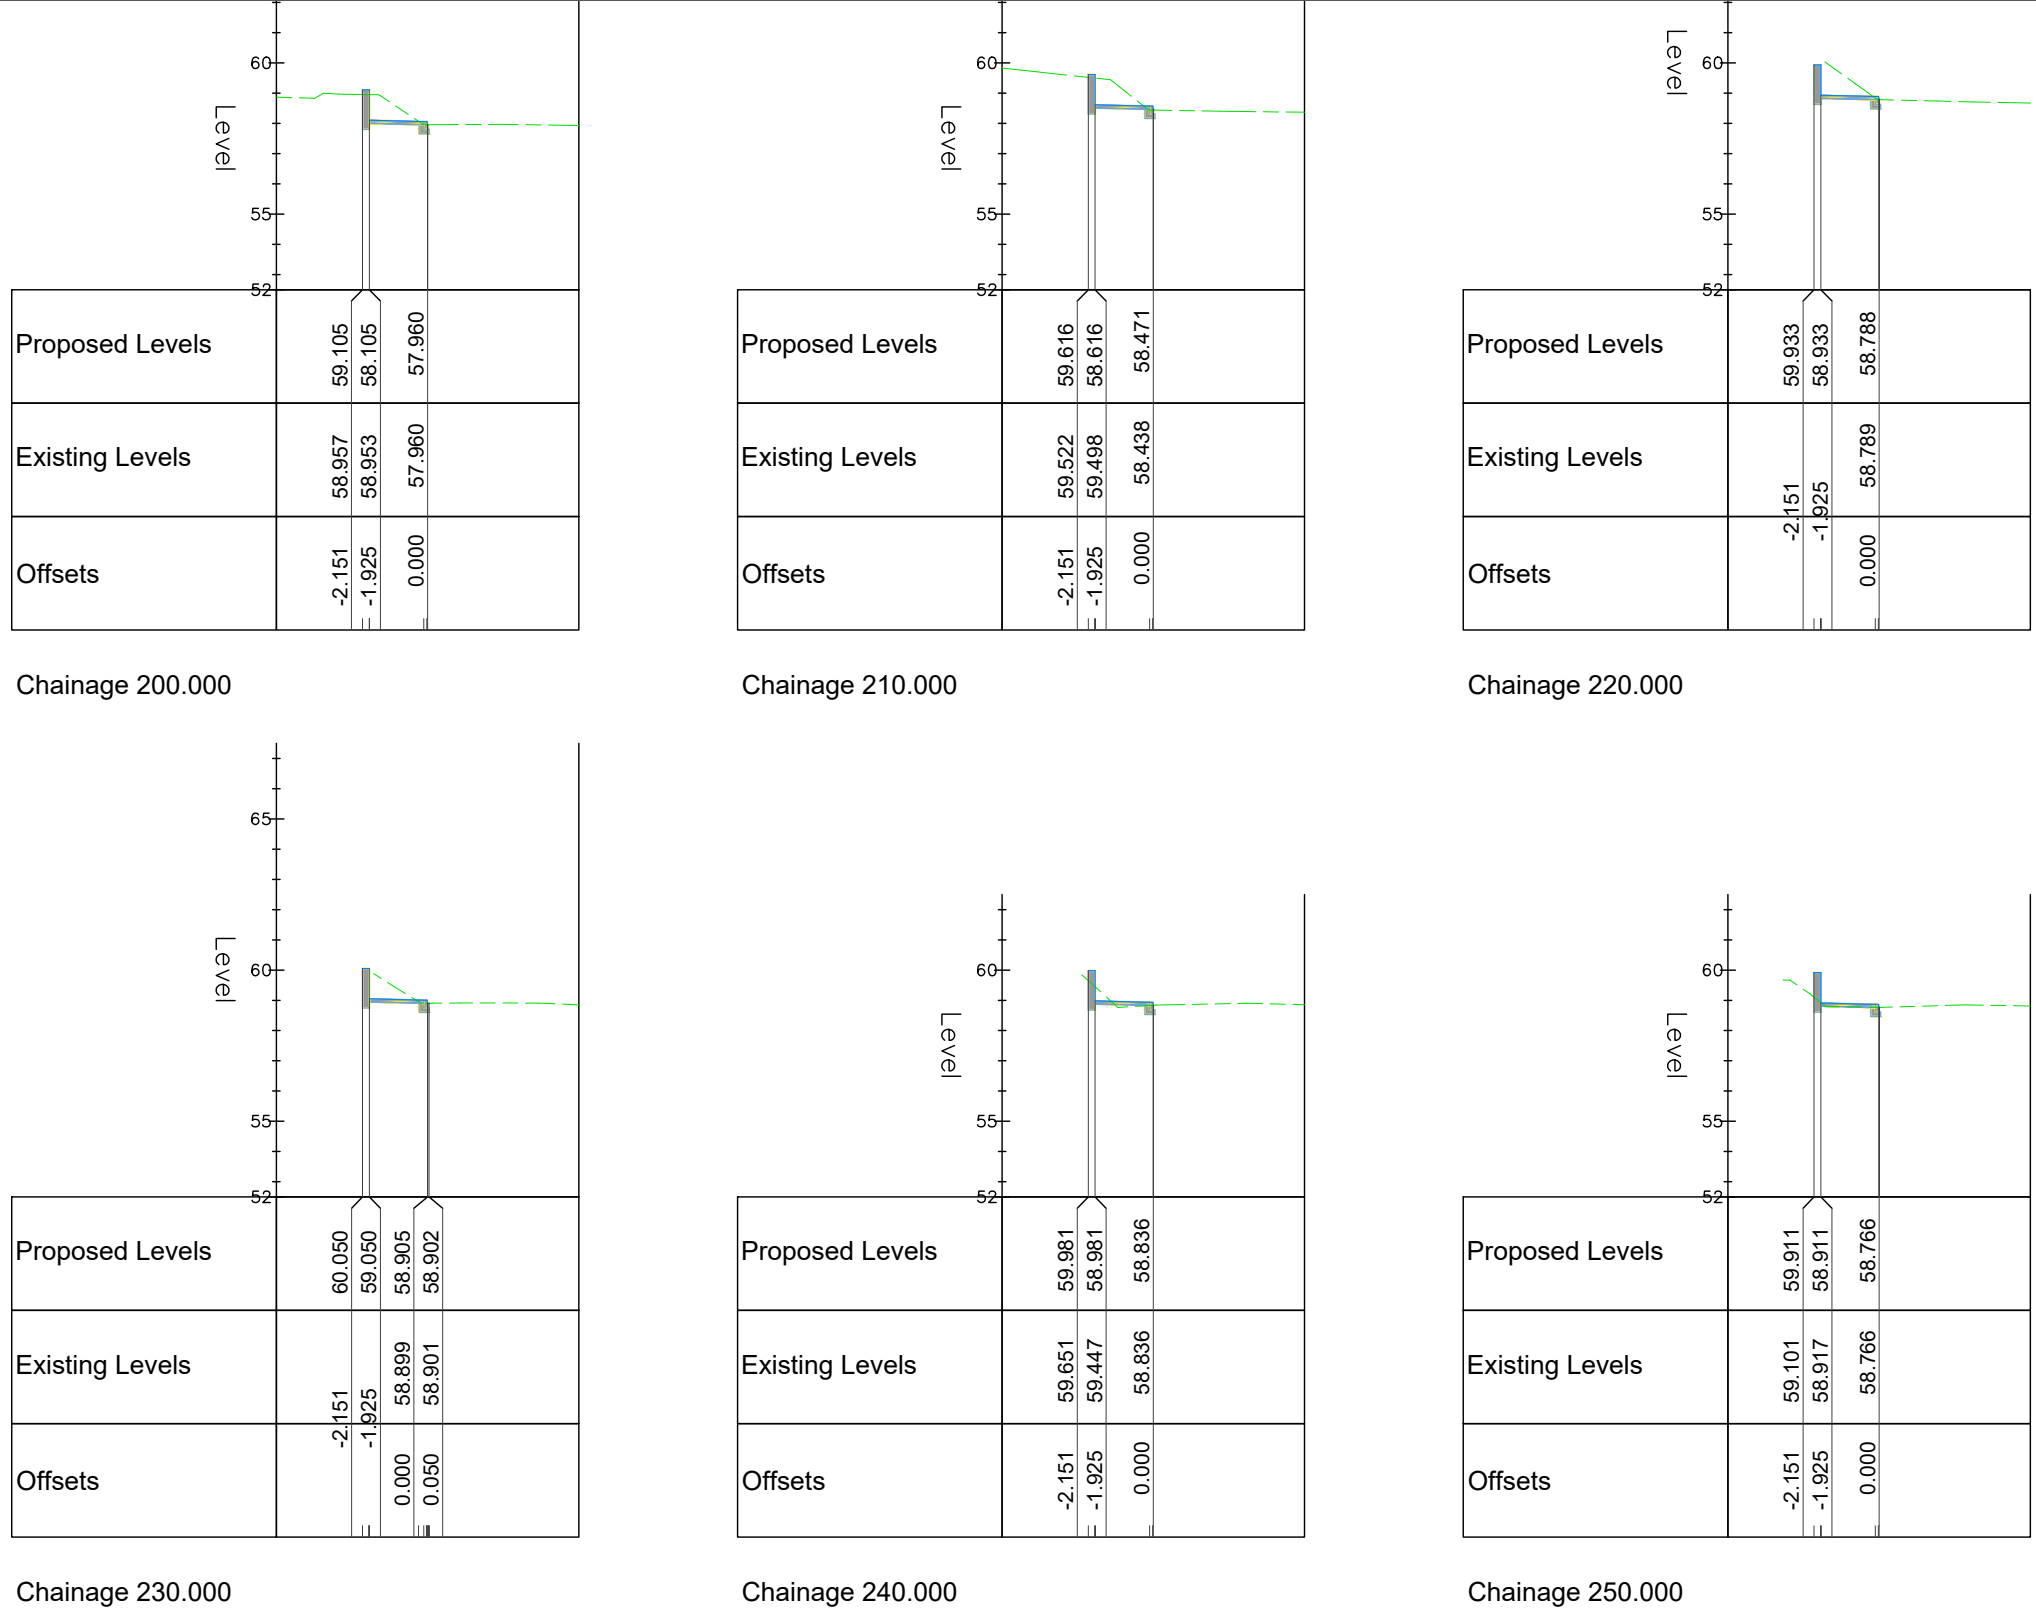 60
Level
55
52
Proposed Levels
59.105
58.105
57.960
Existing Levels
58.957
58.953
57.960
Offsets
-2.151
-1.925
0.000
Chainage 200.000
60
Level
55
52
Proposed Levels
59.616
58.616
58.471
Existing Levels
59.522
59.498
58.438
Offsets
-2.151
-1.925
0.000
Chainage 210.000
Level
60
55
52
Proposed Levels
59.933
58.933
58.788
Existing Levels
58.789
Offsets
-2.151
-1.925
0.000
Chainage 220.000
65
Level
60
55
52
Proposed Levels
60.050
59.050
58.905
58.902
Existing Levels
58.899
58.901
Offsets
-2.151
-1.925
0.000
0.050
Chainage 230.000
60
Level
55
52
Proposed Levels
59.981
58.981
58.836
Existing Levels
59.651
59.447
58.836
Offsets
-2.151
-1.925
0.000
Chainage 240.000
60
Level
55
52
Proposed Levels
59.911
58.911
58.766
Existing Levels
59.101
58.917
58.766
Offsets
-2.151
-1.925
0.000
Chainage 250.000